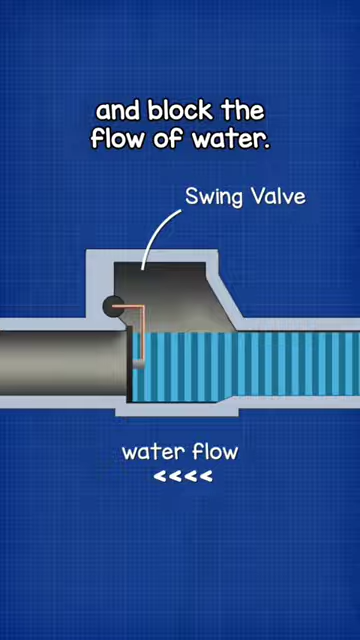 and block the
flow of water.
Swing Valve
water flow
<<<<